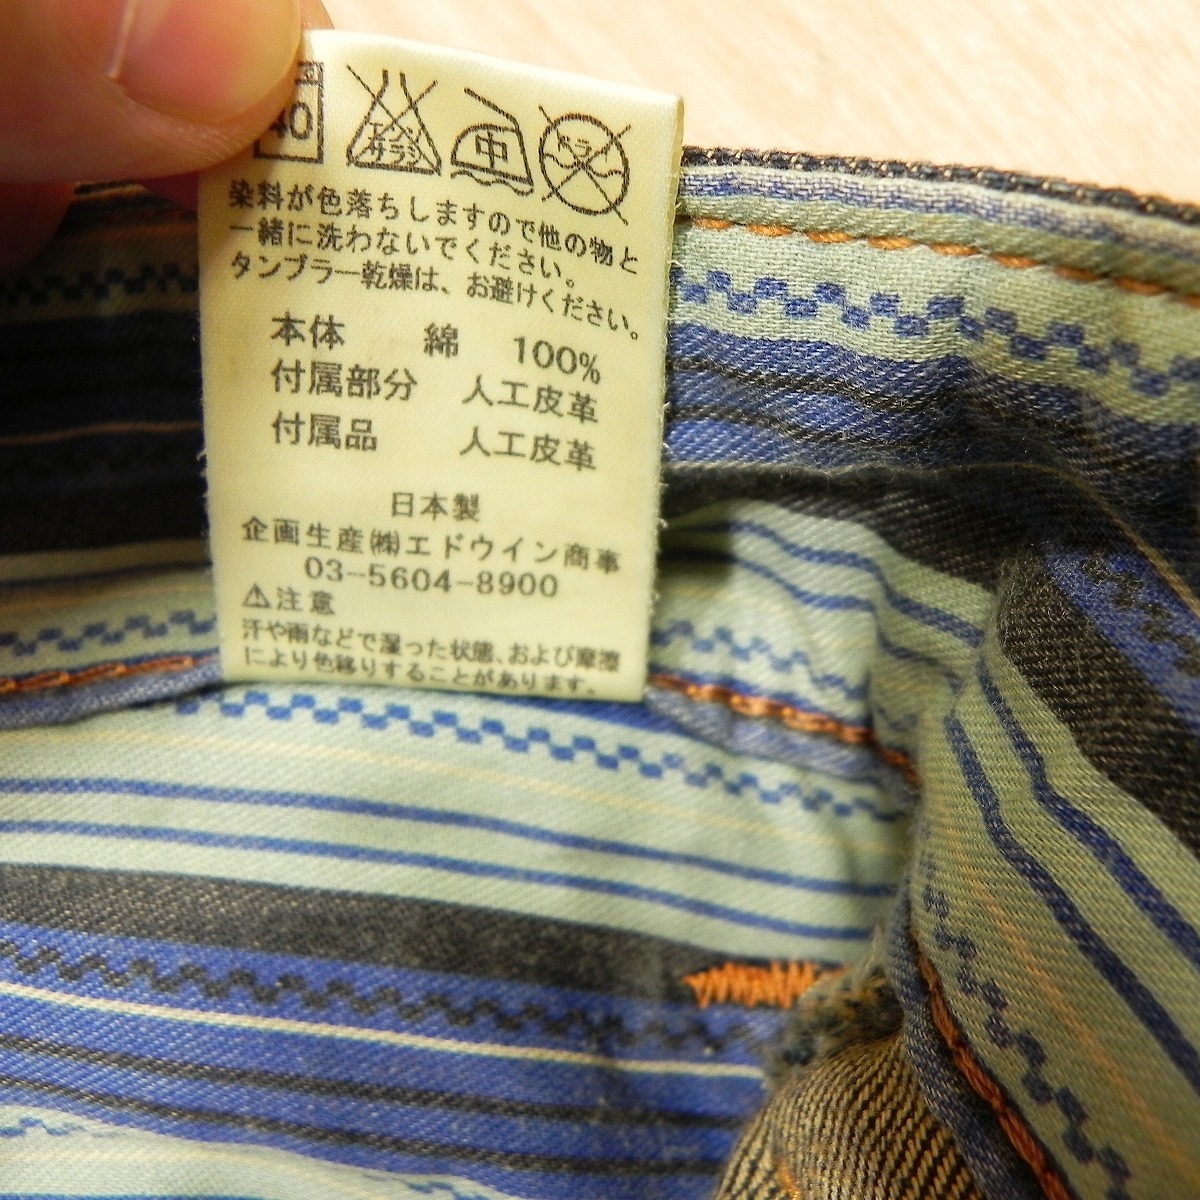 40
エンソ
サラシ
中
ドライ
染料が色落ちしますので他の物と
一緒に洗わないでください。
タンブラー乾燥は、お避けください。
本体 綿 100%
付属部分 人工皮革
付属品 人工皮革
日本製
企画生産㈱エドウイン商事
03-5604-8900
⚠注意
汗や雨などで湿った状態、および摩擦
により色移りすることがあります。